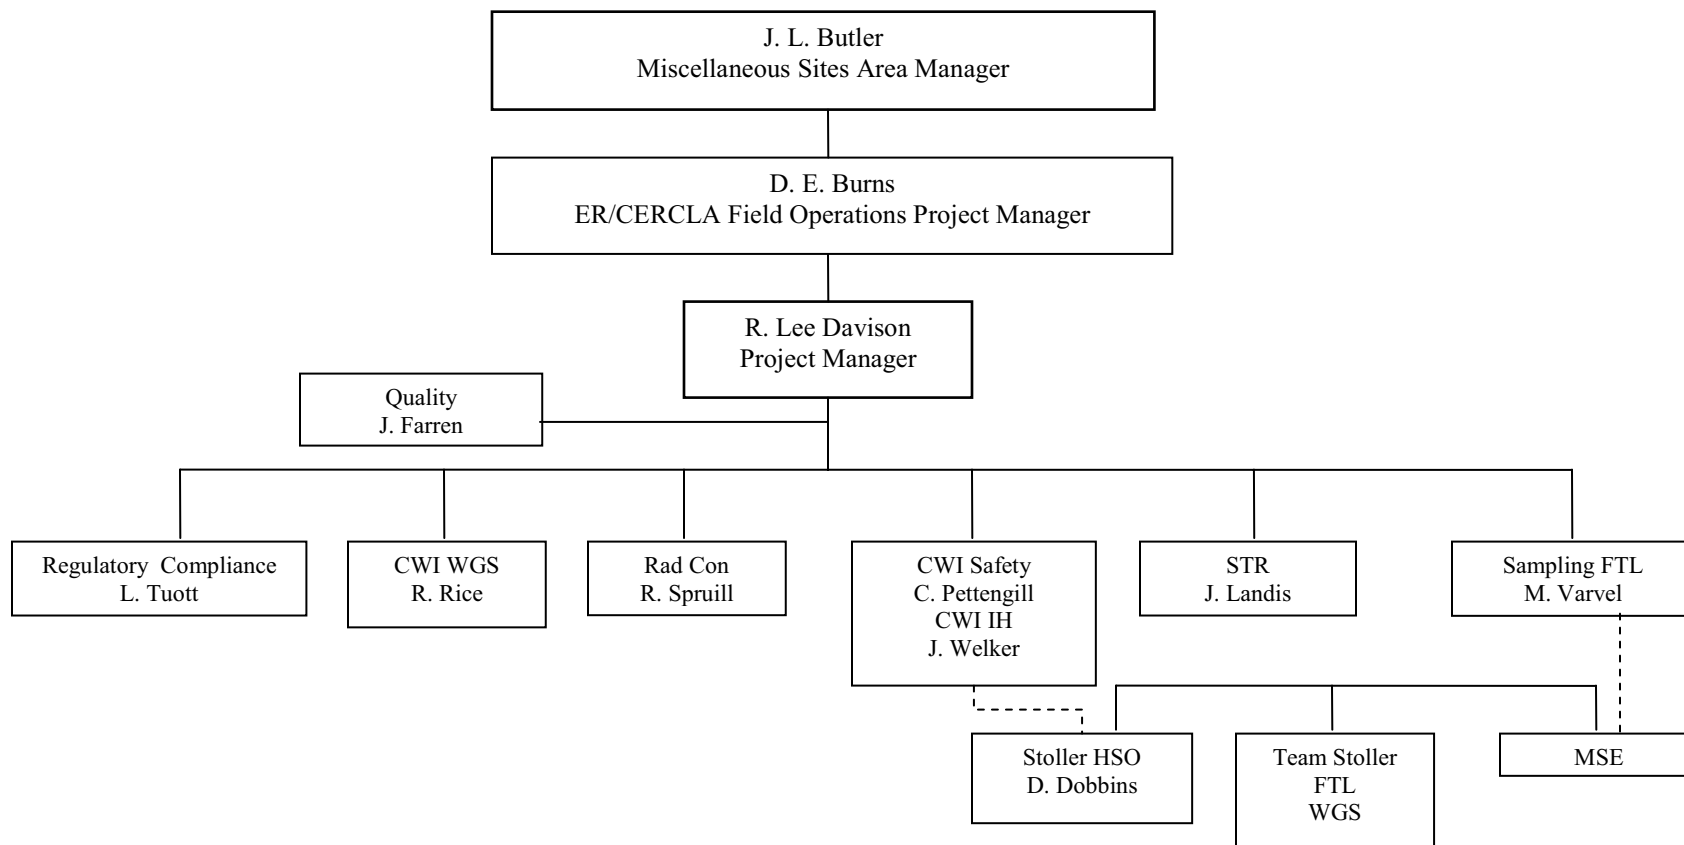 J. L. Butler
Miscellaneous Sites Area Manager
D. E. Burns
ER/CERCLA Field Operations Project Manager
R. Lee Davison
Project Manager
Quality
J. Farren
Regulatory Compliance
L. Tuott
CWI WGS
R. Rice
Rad Con
R. Spruill
CWI Safety
C. Pettengill
CWI IH
J. Welker
STR
J. Landis
Sampling FTL
M. Varvel
Stoller HSO
D. Dobbins
Team Stoller
FTL
WGS
MSE